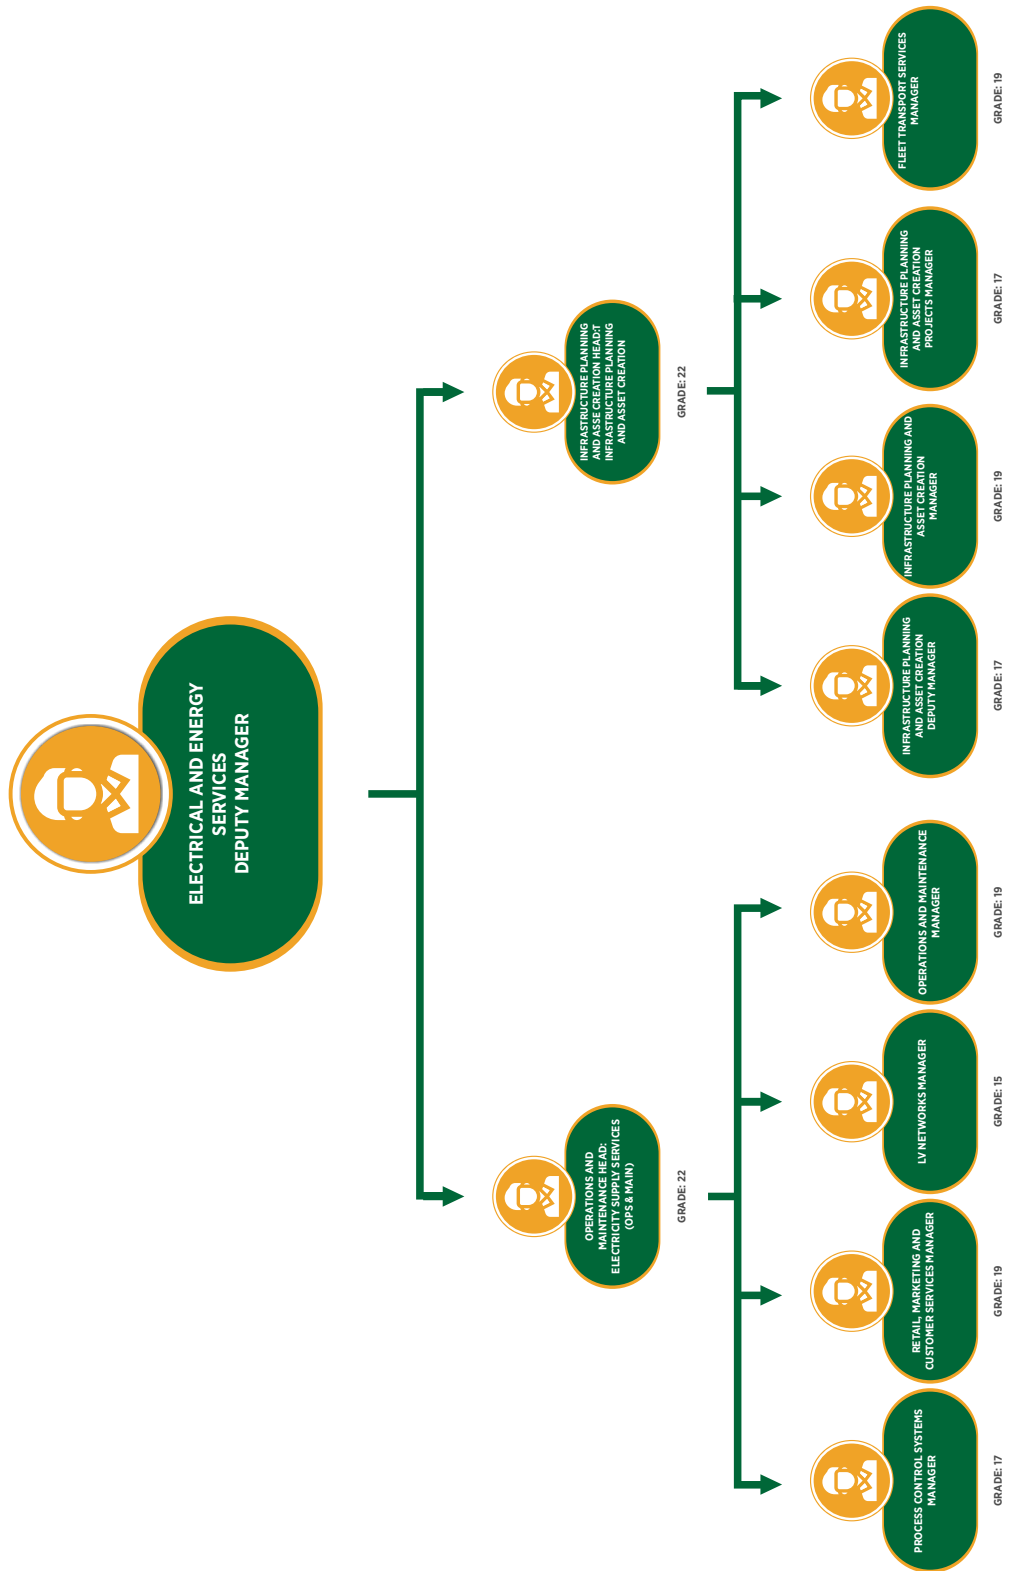 ELECTRICAL AND ENERGY
SERVICES
DEPUTY MANAGER
OPERATIONS AND
MAINTENANCE HEAD:
ELECTRICITY SUPPLY SERVICES
(OPS & MAIN)
GRADE: 22
INFRASTRUCTURE PLANNING
AND ASSE CREATION HEAD:T
INFRASTRUCTURE PLANNING
AND ASSET CREATION
GRADE: 22
PROCESS CONTROL SYSTEMS
MANAGER
GRADE: 17
RETAIL, MARKETING AND
CUSTOMER SERVICES MANAGER
GRADE: 19
LV NETWORKS MANAGER
GRADE: 15
OPERATIONS AND MAINTENANCE
MANAGER
GRADE: 19
INFRASTRUCTURE PLANNING
AND ASSET CREATION
DEPUTY MANAGER
GRADE: 17
INFRASTRUCTURE PLANNING AND
ASSET CREATION
MANAGER
GRADE: 19
INFRASTRUCTURE PLANNING
AND ASSET CREATION
PROJECTS MANAGER
GRADE: 17
FLEET TRANSPORT SERVICES
MANAGER
GRADE: 19